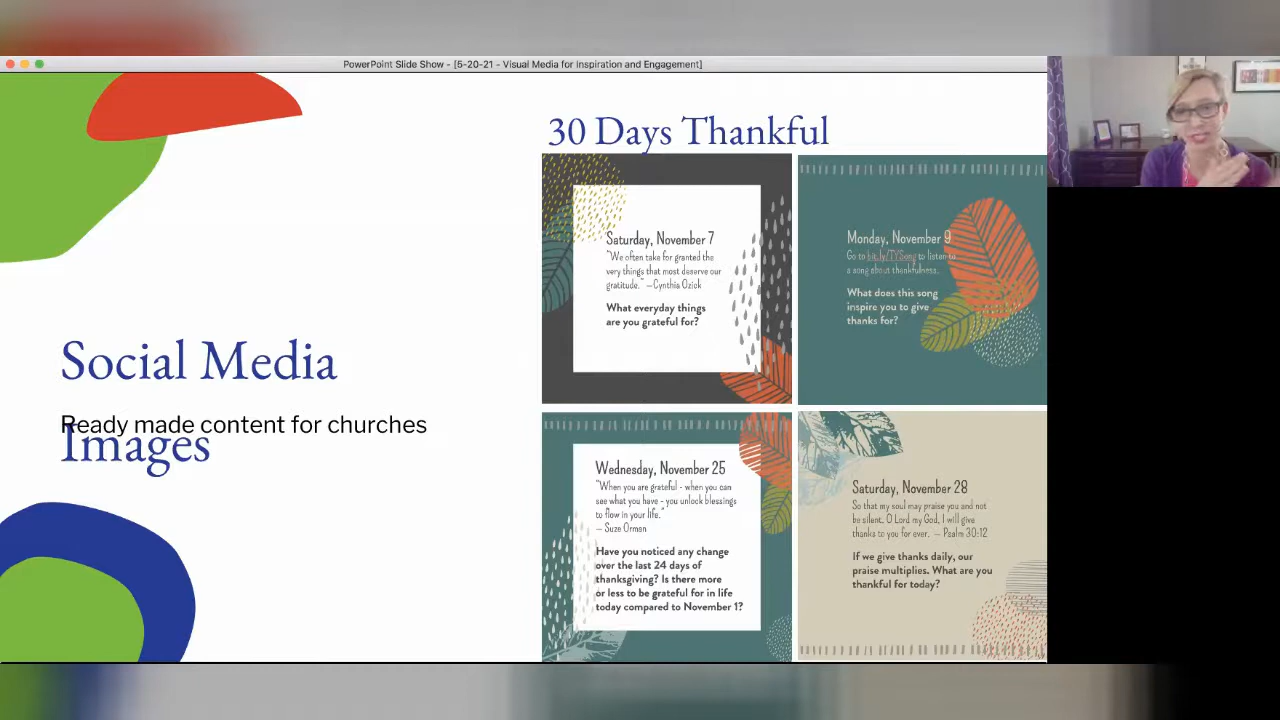 PowerPoint Slide Show - [5-20-21 - Visual Media for Inspiration and Engagement]
Social Media
Images
Ready made content for churches
30 Days Thankful
Saturday, November 7
"We often take for granted the
very things that most deserve our
gratitude." —Cynthia Ozick
What everyday things
are you grateful for?
Monday, November 9
Go to bit.ly/TYSong to listen to
a song about thankfulness.
What does this song
inspire you to give
thanks for?
Wednesday, November 25
"When you are grateful - when you can
see what you have - you unlock blessings
to flow in your life."
— Suze Orman
Have you noticed any change
over the last 24 days of
thanksgiving? Is there more
or less to be grateful for in life
today compared to November 1?
Saturday, November 28
So that my soul may praise you and not
be silent. O Lord my God, I will give
thanks to you for ever. — Psalm 30:12
If we give thanks daily, our
praise multiplies. What are you
thankful for today?